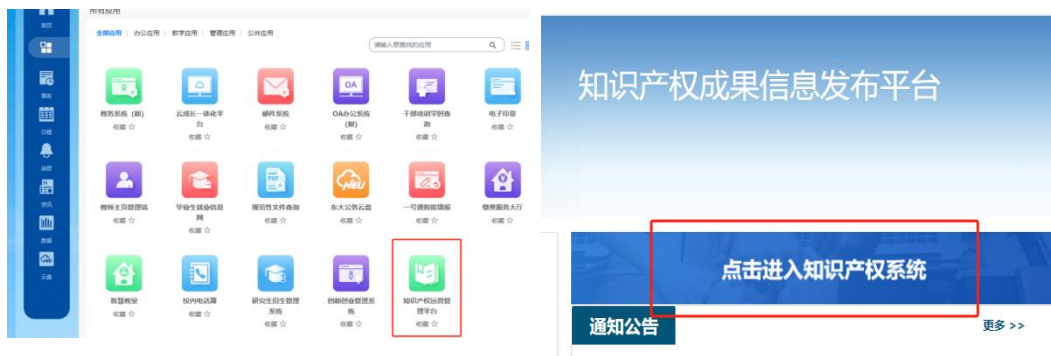 所有应用
首页
全部应用 | 办公应用 | 教学应用 | 管理应用 | 公共应用
请输入想查找的应用
教务系统 (新)
收藏 ☆
云成长一体化平台
收藏 ☆
邮件系统
收藏 ☆
OA
OA办公系统
(新)
收藏 ☆
干部培训学时查询
收藏 ☆
电子印章
收藏 ☆
日程
消息
资讯
数据
云盘
教师主页管理端
收藏 ☆
毕业生就业信息网
收藏 ☆
PDF
规范性文件查询
收藏 ☆
NEU
东大公务云盘
收藏 ☆
一号通智能填报
收藏 ☆
缴费服务大厅
收藏 ☆
智慧教室
收藏 ☆
校内电话簿
收藏 ☆
研究生招生管理
系统
收藏 ☆
创新创业管理系
统
收藏 ☆
知识产权运营管
理平台
收藏 ☆
知识产权成果信息发布平台
点击进入知识产权系统
通知公告
更多 >>